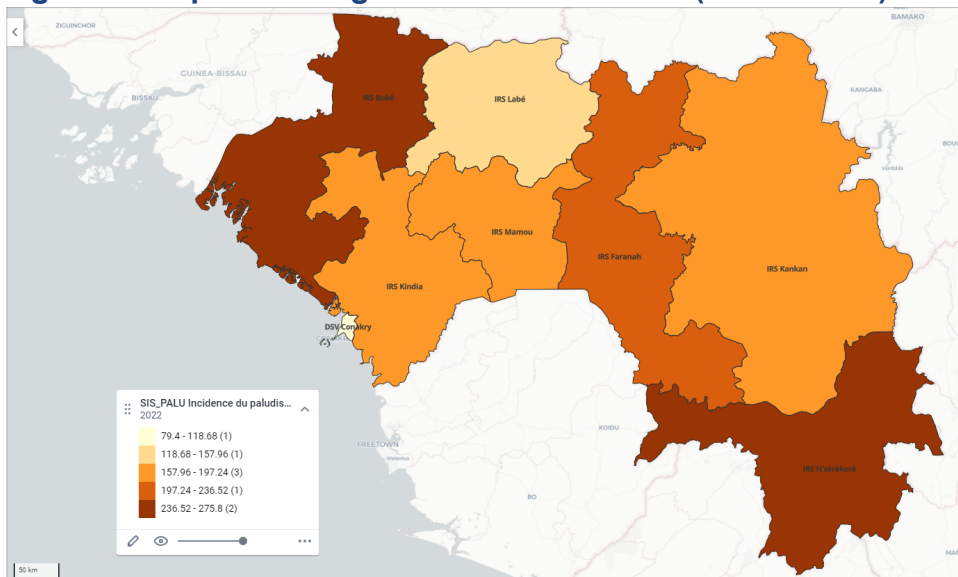 ZIGUINCHOR
BAMAKO
GUINEA-BISSAU
BISSAU
KANGABA
IRS Boké
IRS Labé
IRS Mamou
IRS Faranah
IRS Kankan
IRS Kindia
DSV Conakry
SIS_PALU Incidence du paludis...
2022
79.4 - 118.68 (1)
118.68 - 157.96 (1)
157.96 - 197.24 (3)
197.24 - 236.52 (1)
236.52 - 275.8 (2)
FREETOWN
Waterloo
KOIDU
BO
IRS N'zérékoré
50 km